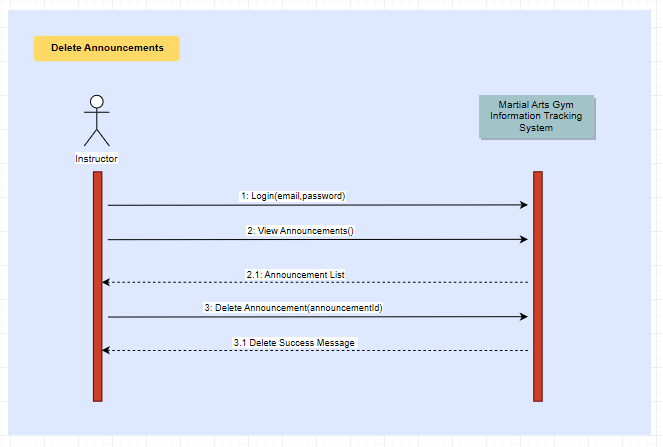 Delete Announcements
Martial Arts Gym
Information Tracking
System
Instructor
1: Login(email,password)
2: View Announcements()
2.1: Announcement List
3: Delete Announcement(announcementId)
3.1 Delete Success Message